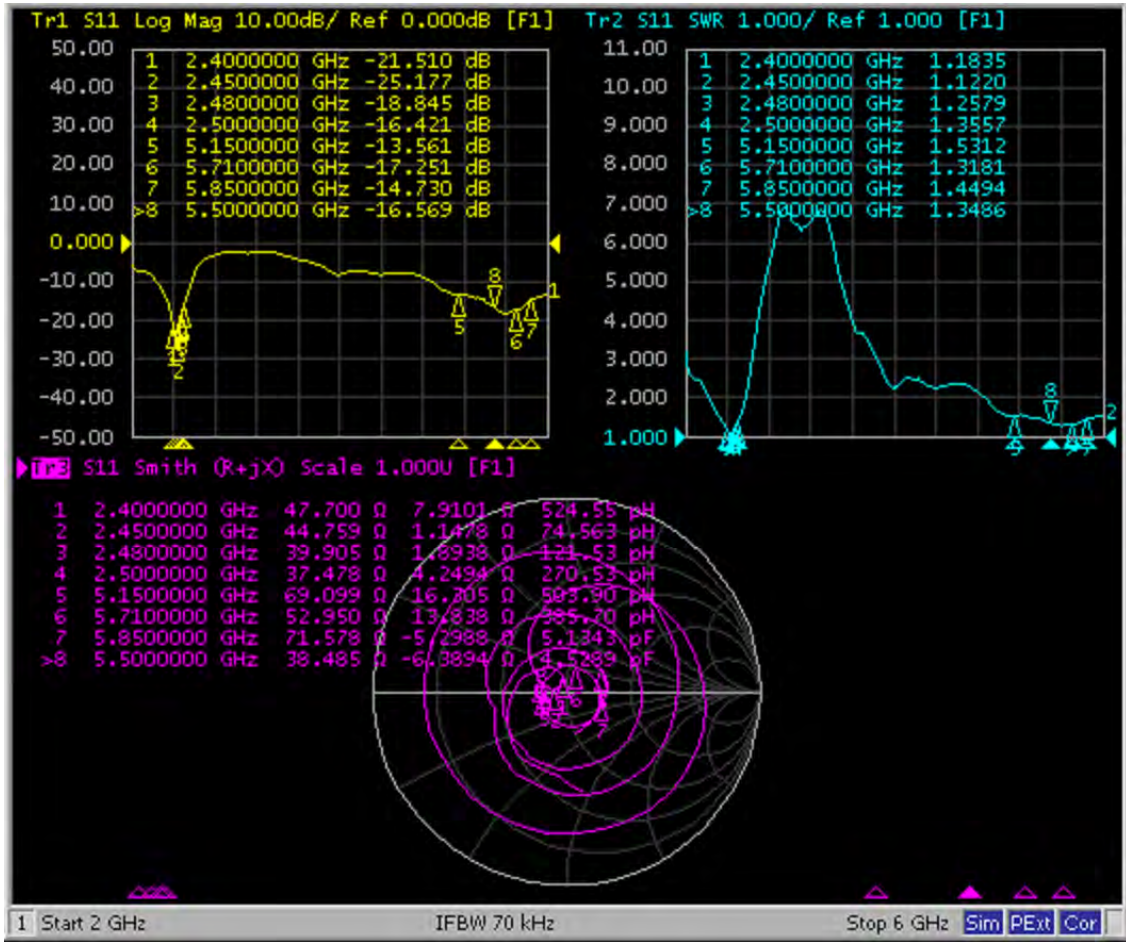 Tr1 S11 Log Mag 10.00dB/ Ref 0.000dB [F1]
50.00
1 2.4000000 GHz -21.510 dB
2 2.4500000 GHz -25.177 dB
40.00
3 2.4800000 GHz -18.845 dB
4 2.5000000 GHz -16.421 dB
30.00
5 5.1500000 GHz -13.561 dB
20.00
6 5.7100000 GHz -17.251 dB
7 5.8500000 GHz -14.730 dB
10.00
>8 5.5000000 GHz -16.569 dB
0.000
-10.00
-20.00
-30.00
-40.00
-50.00
8
1
5
6
7
2
Tr2 S11 SWR 1.000/ Ref 1.000 [F1]
11.00
1 2.4000000 GHz 1.1835
2 2.4500000 GHz 1.1220
10.00
3 2.4800000 GHz 1.2579
4 2.5000000 GHz 1.3557
9.000
5 5.1500000 GHz 1.5312
8.000
6 5.7100000 GHz 1.3181
7 5.8500000 GHz 1.4494
7.000
>8 5.5000000 GHz 1.3486
6.000
5.000
4.000
3.000
2.000
1.000
8
2
5
Tr3 S11 Smith (R+jX) Scale 1.000U [F1]
1 2.4000000 GHz 47.700 Ω 7.9101 Ω 524.55 pH
2 2.4500000 GHz 44.759 Ω 1.1478 Ω 74.563 pH
3 2.4800000 GHz 39.905 Ω 1.8938 Ω 121.53 pH
4 2.5000000 GHz 37.478 Ω 4.2494 Ω 270.53 pH
5 5.1500000 GHz 69.099 Ω 16.305 Ω 503.90 pH
6 5.7100000 GHz 52.950 Ω 13.838 Ω 385.70 pH
7 5.8500000 GHz 71.578 Ω -5.2988 Ω 5.1343 pF
>8 5.5000000 GHz 38.485 Ω -6.3894 Ω 4.5289 pF
1 Start 2 GHz IFBW 70 kHz Stop 6 GHz Sim PExt Cor